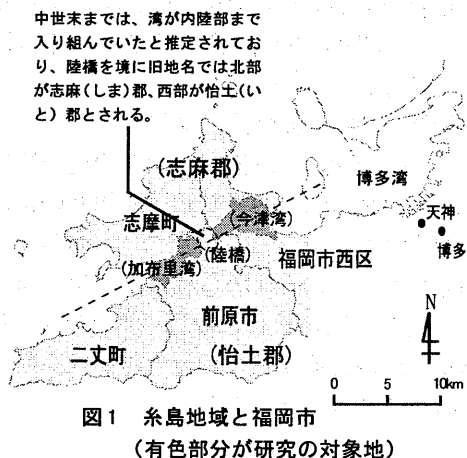 中世末までは、湾が内陸部まで
入り組んでいたと推定されてお
り、陸橋を境に旧地名では北部
が志麻(しま)郡、西部が怡土(い
と)郡とされる。
(志麻郡)
博多湾
志摩町
(今津湾)
天神
博多
(陸橋)
(加布里湾)
福岡市西区
前原市
(怡土郡)
二丈町
N
0 5 10km
図1 糸島地域と福岡市
(有色部分が研究の対象地)